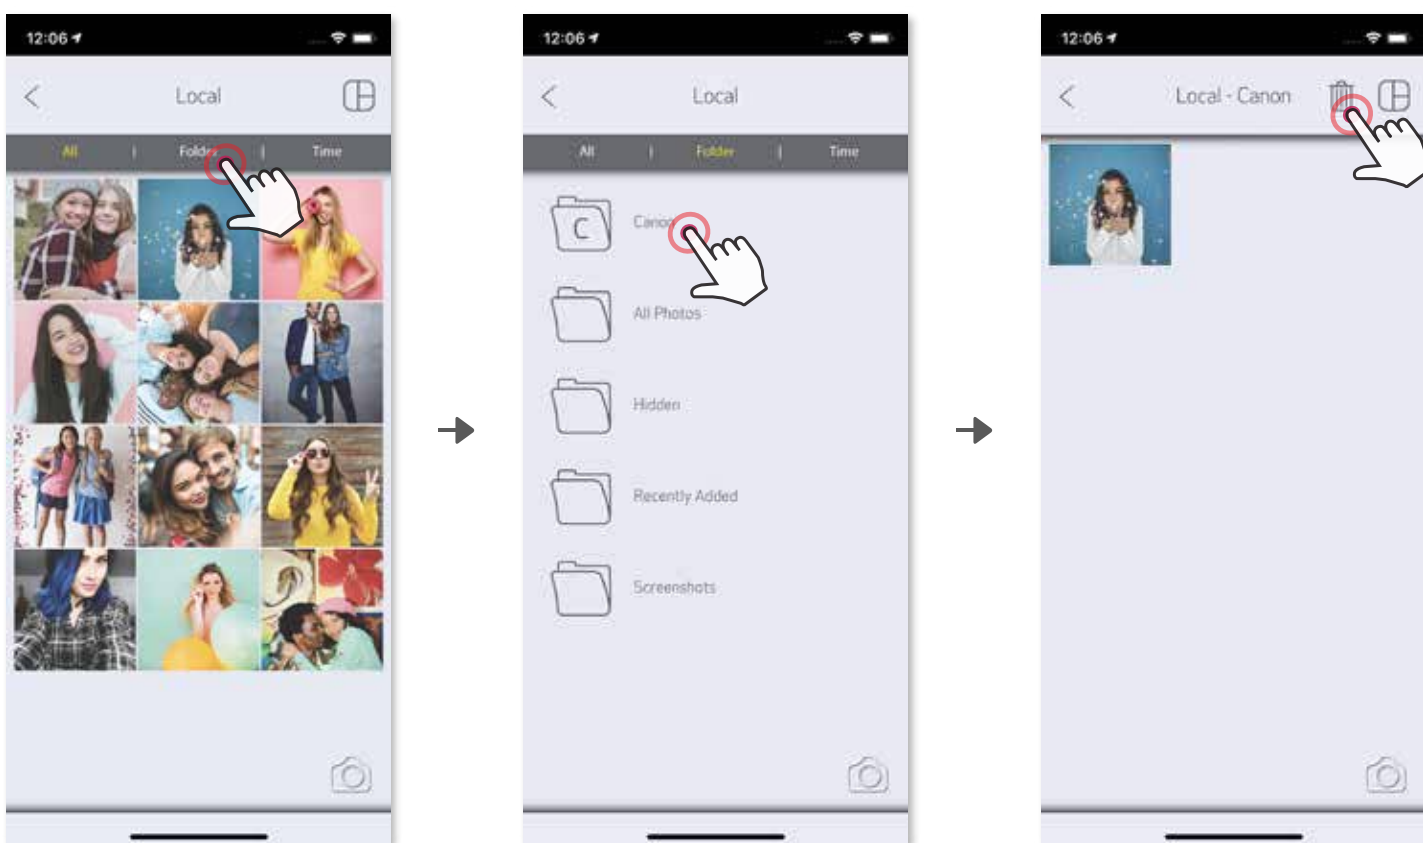 12:06
Local
All | Folder | Time
12:06
Local
All | Folder | Time
C
Canon
All Photos
Hidden
Recently Added
Screenshots
12:06
Local - Canon